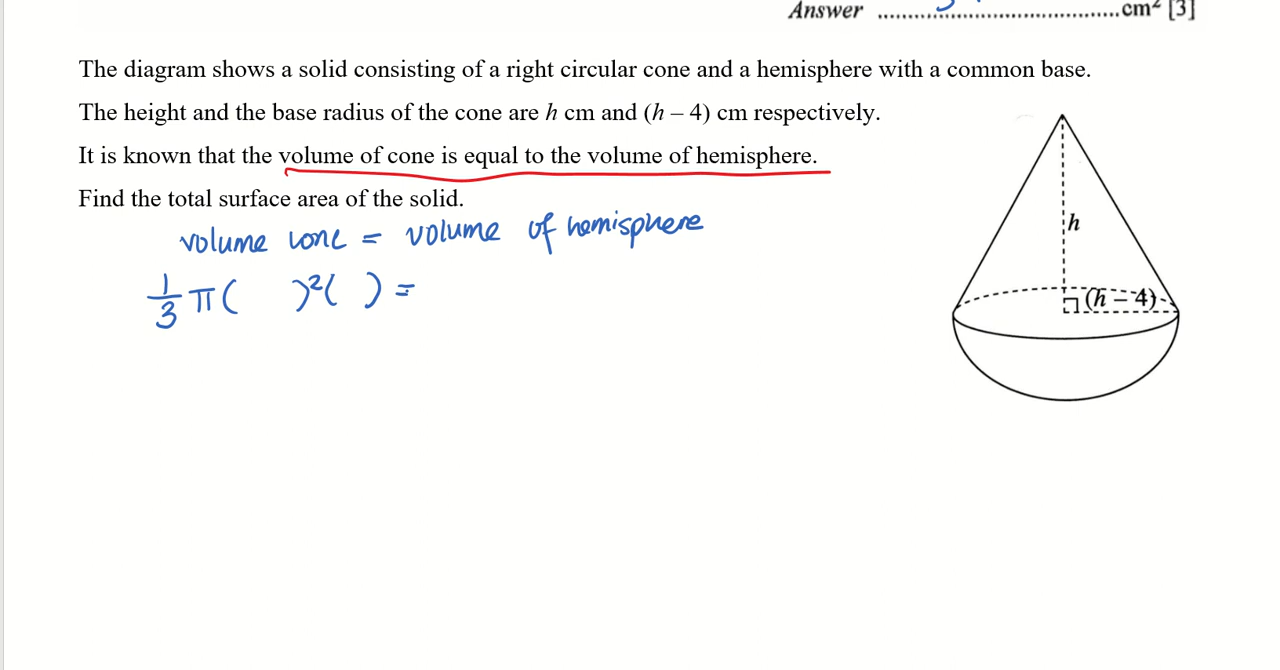 Answer ........................................cm² [3]
The diagram shows a solid consisting of a right circular cone and a hemisphere with a common base.
The height and the base radius of the cone are h cm and (h – 4) cm respectively.
It is known that the volume of cone is equal to the volume of hemisphere.
Find the total surface area of the solid.
volume cone = volume of hemisphere
1/3 π(   )²(   ) =
h
(h – 4)